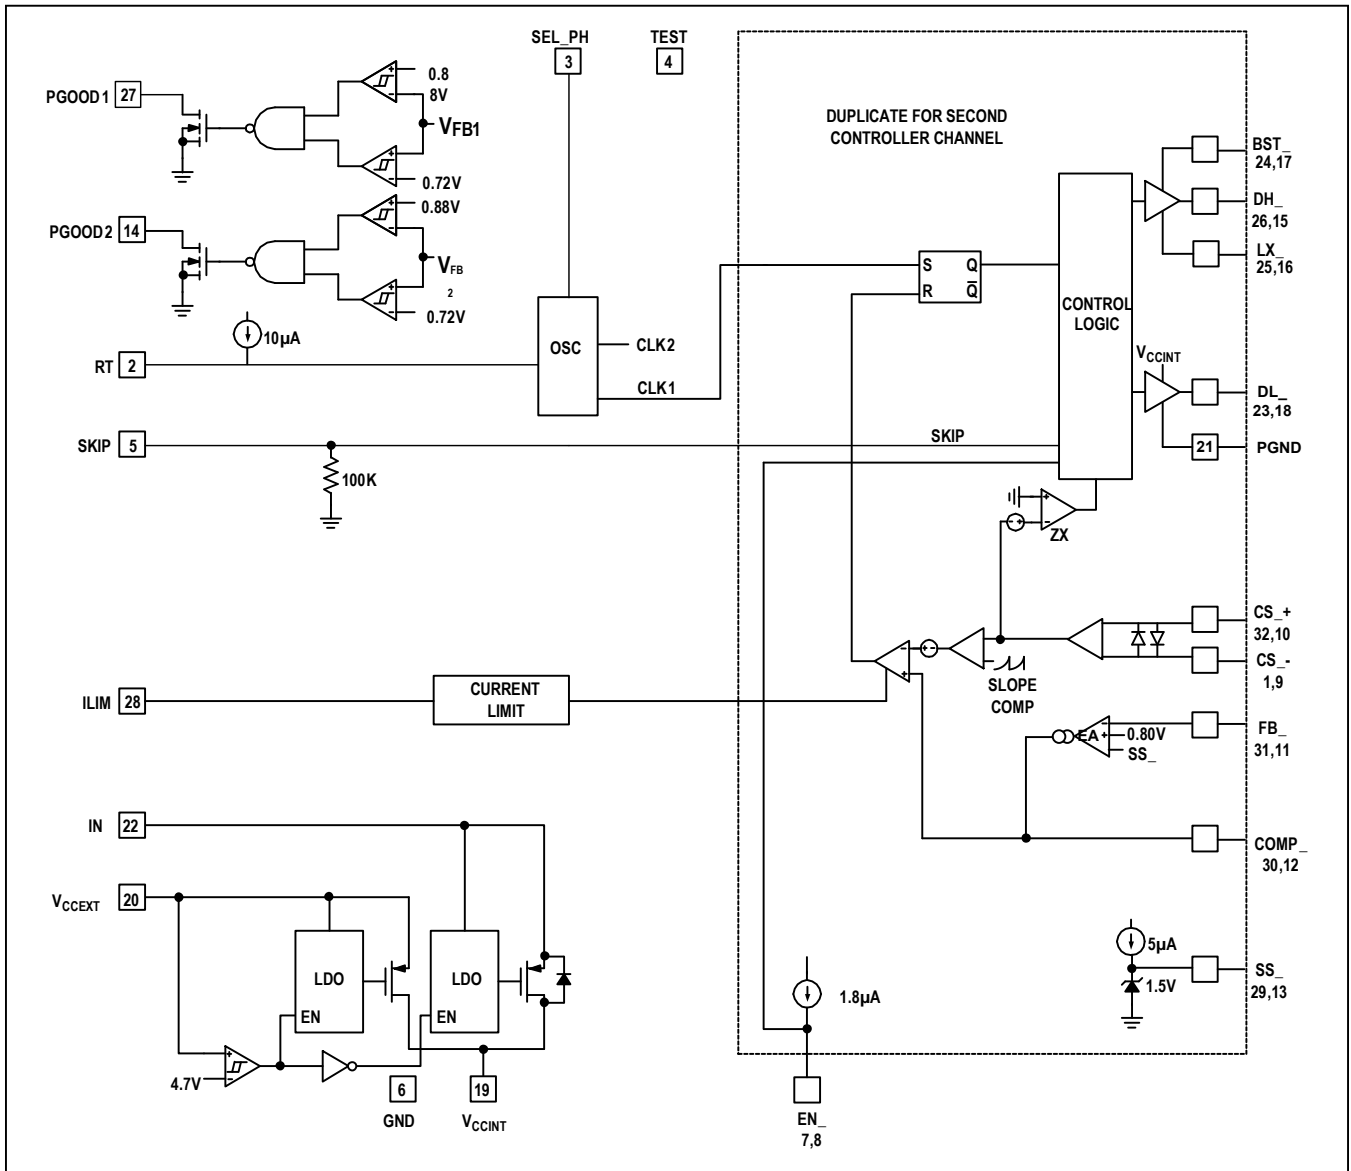 SEL_PH
3
TEST
4
PGOOD1
27
0.8
8V
VFB1
0.72V
PGOOD2
14
0.88V
VFB
2
0.72V
10µA
RT
2
OSC
CLK2
CLK1
SKIP
5
100K
ILIM
28
CURRENT
LIMIT
IN
22
VCCEXT
20
LDO
EN
LDO
EN
4.7V
6
GND
19
VCCINT
DUPLICATE FOR SECOND
CONTROLLER CHANNEL
S
Q
R
Q̅
CONTROL
LOGIC
SKIP
ZX
VCCINT
BST_
24,17
DH_
26,15
LX_
25,16
DL_
23,18
21
PGND
CS_+
32,10
CS_-
1,9
SLOPE
COMP
EA
0.80V
SS_
FB_
31,11
COMP_
30,12
5µA
1.5V
SS_
29,13
1.8µA
EN_
7,8